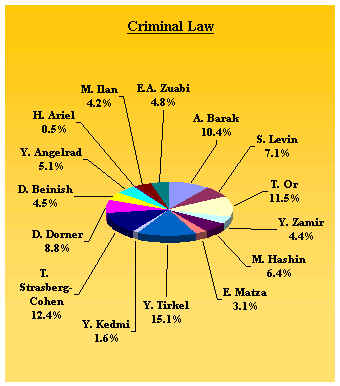 Criminal Law
M. Ilan
4.2%
E.A. Zuabi
4.8%
H. Ariel
0.5%
A. Barak
10.4%
Y. Angelrad
5.1%
S. Levin
7.1%
D. Beinish
4.5%
T. Or
11.5%
D. Dorner
8.8%
Y. Zamir
4.4%
T.
Strasberg-
Cohen
12.4%
M. Hashin
6.4%
Y. Kedmi
1.6%
Y. Tirkel
15.1%
E. Matza
3.1%